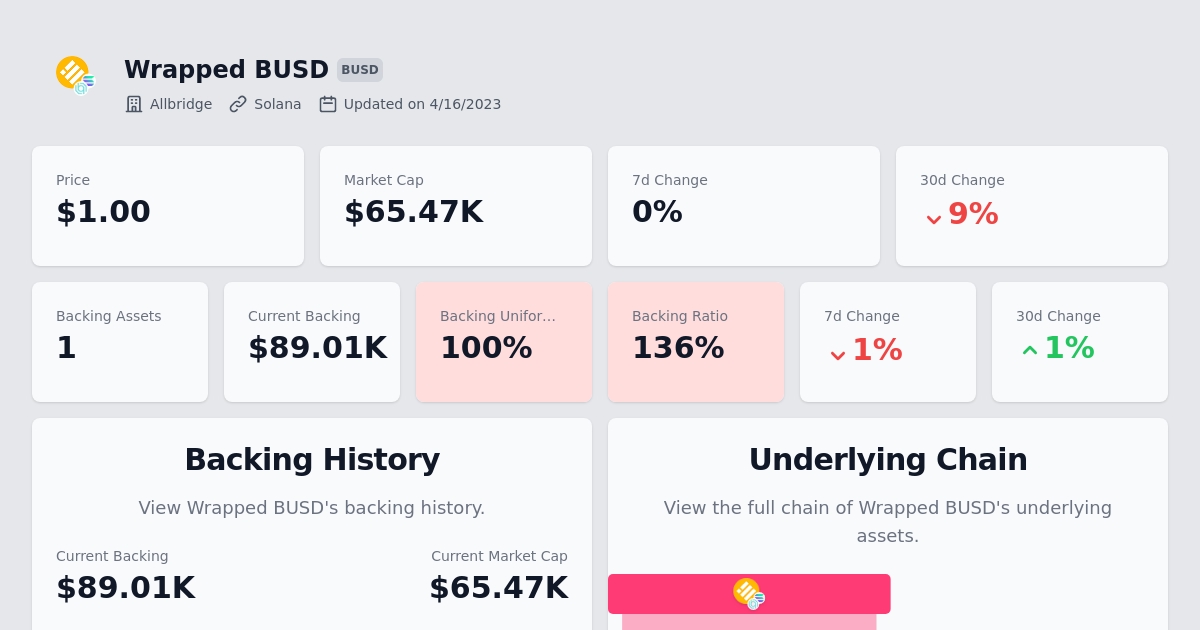 Wrapped BUSD BUSD
Allbridge Solana Updated on 4/16/2023
Price
$1.00
Market Cap
$65.47K
7d Change
0%
30d Change
9%
Backing Assets
1
Current Backing
$89.01K
Backing Unifor...
100%
Backing Ratio
136%
7d Change
1%
30d Change
1%
Backing History
View Wrapped BUSD's backing history.
Current Backing
$89.01K
Current Market Cap
$65.47K
Underlying Chain
View the full chain of Wrapped BUSD's underlying
assets.